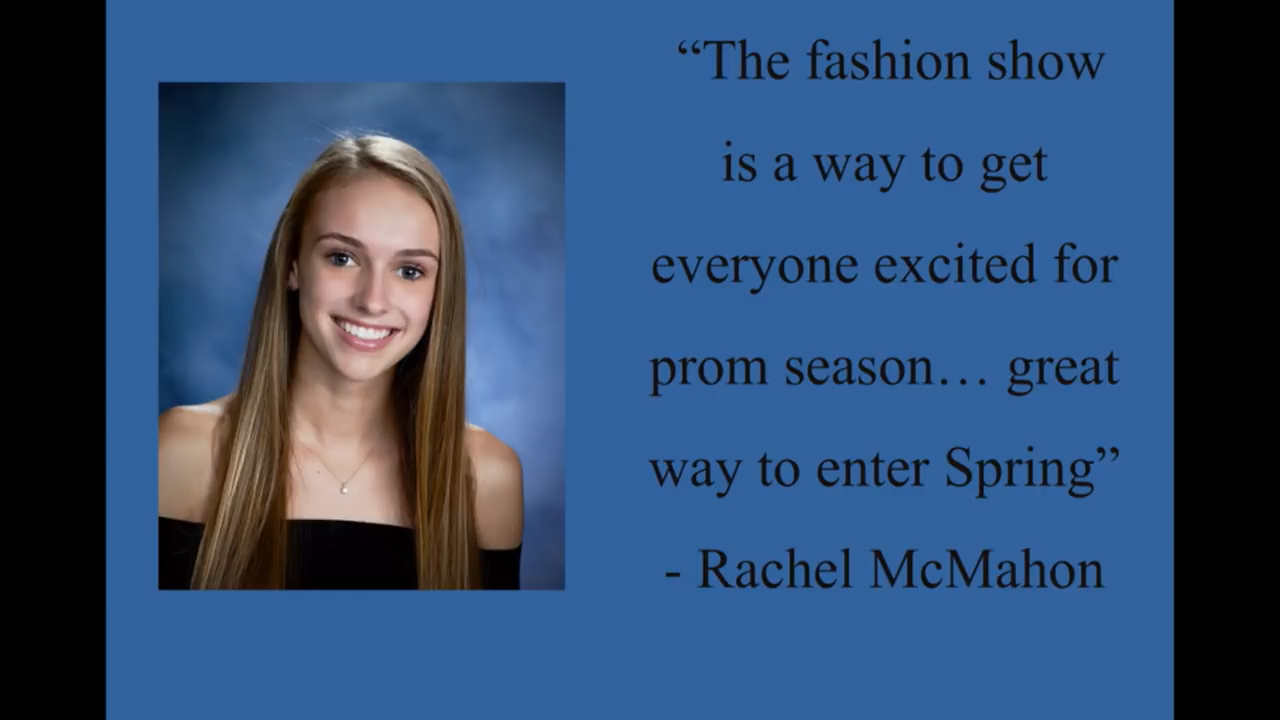 “The fashion show
is a way to get
everyone excited for
prom season… great
way to enter Spring”
- Rachel McMahon